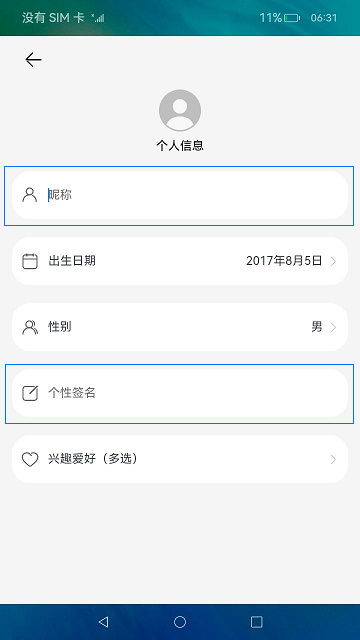 没有 SIM 卡 11% 06:31
个人信息
昵称
出生日期 2017年8月5日
性别 男
个性签名
兴趣爱好（多选）